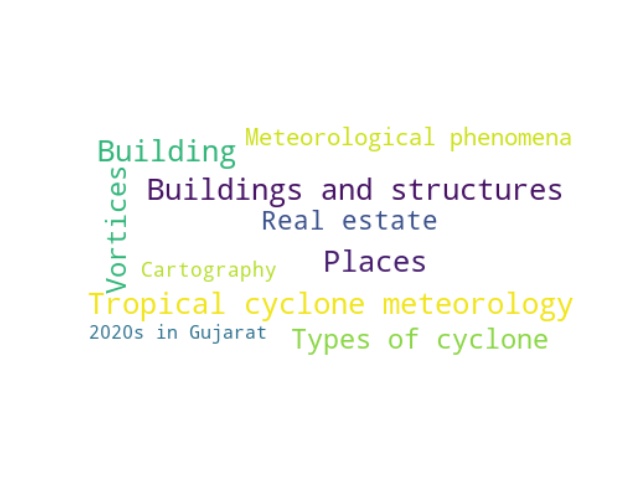 Meteorological phenomena
Building
Vortices
Buildings and structures
Real estate
Places
Cartography
Tropical cyclone meteorology
2020s in Gujarat
Types of cyclone